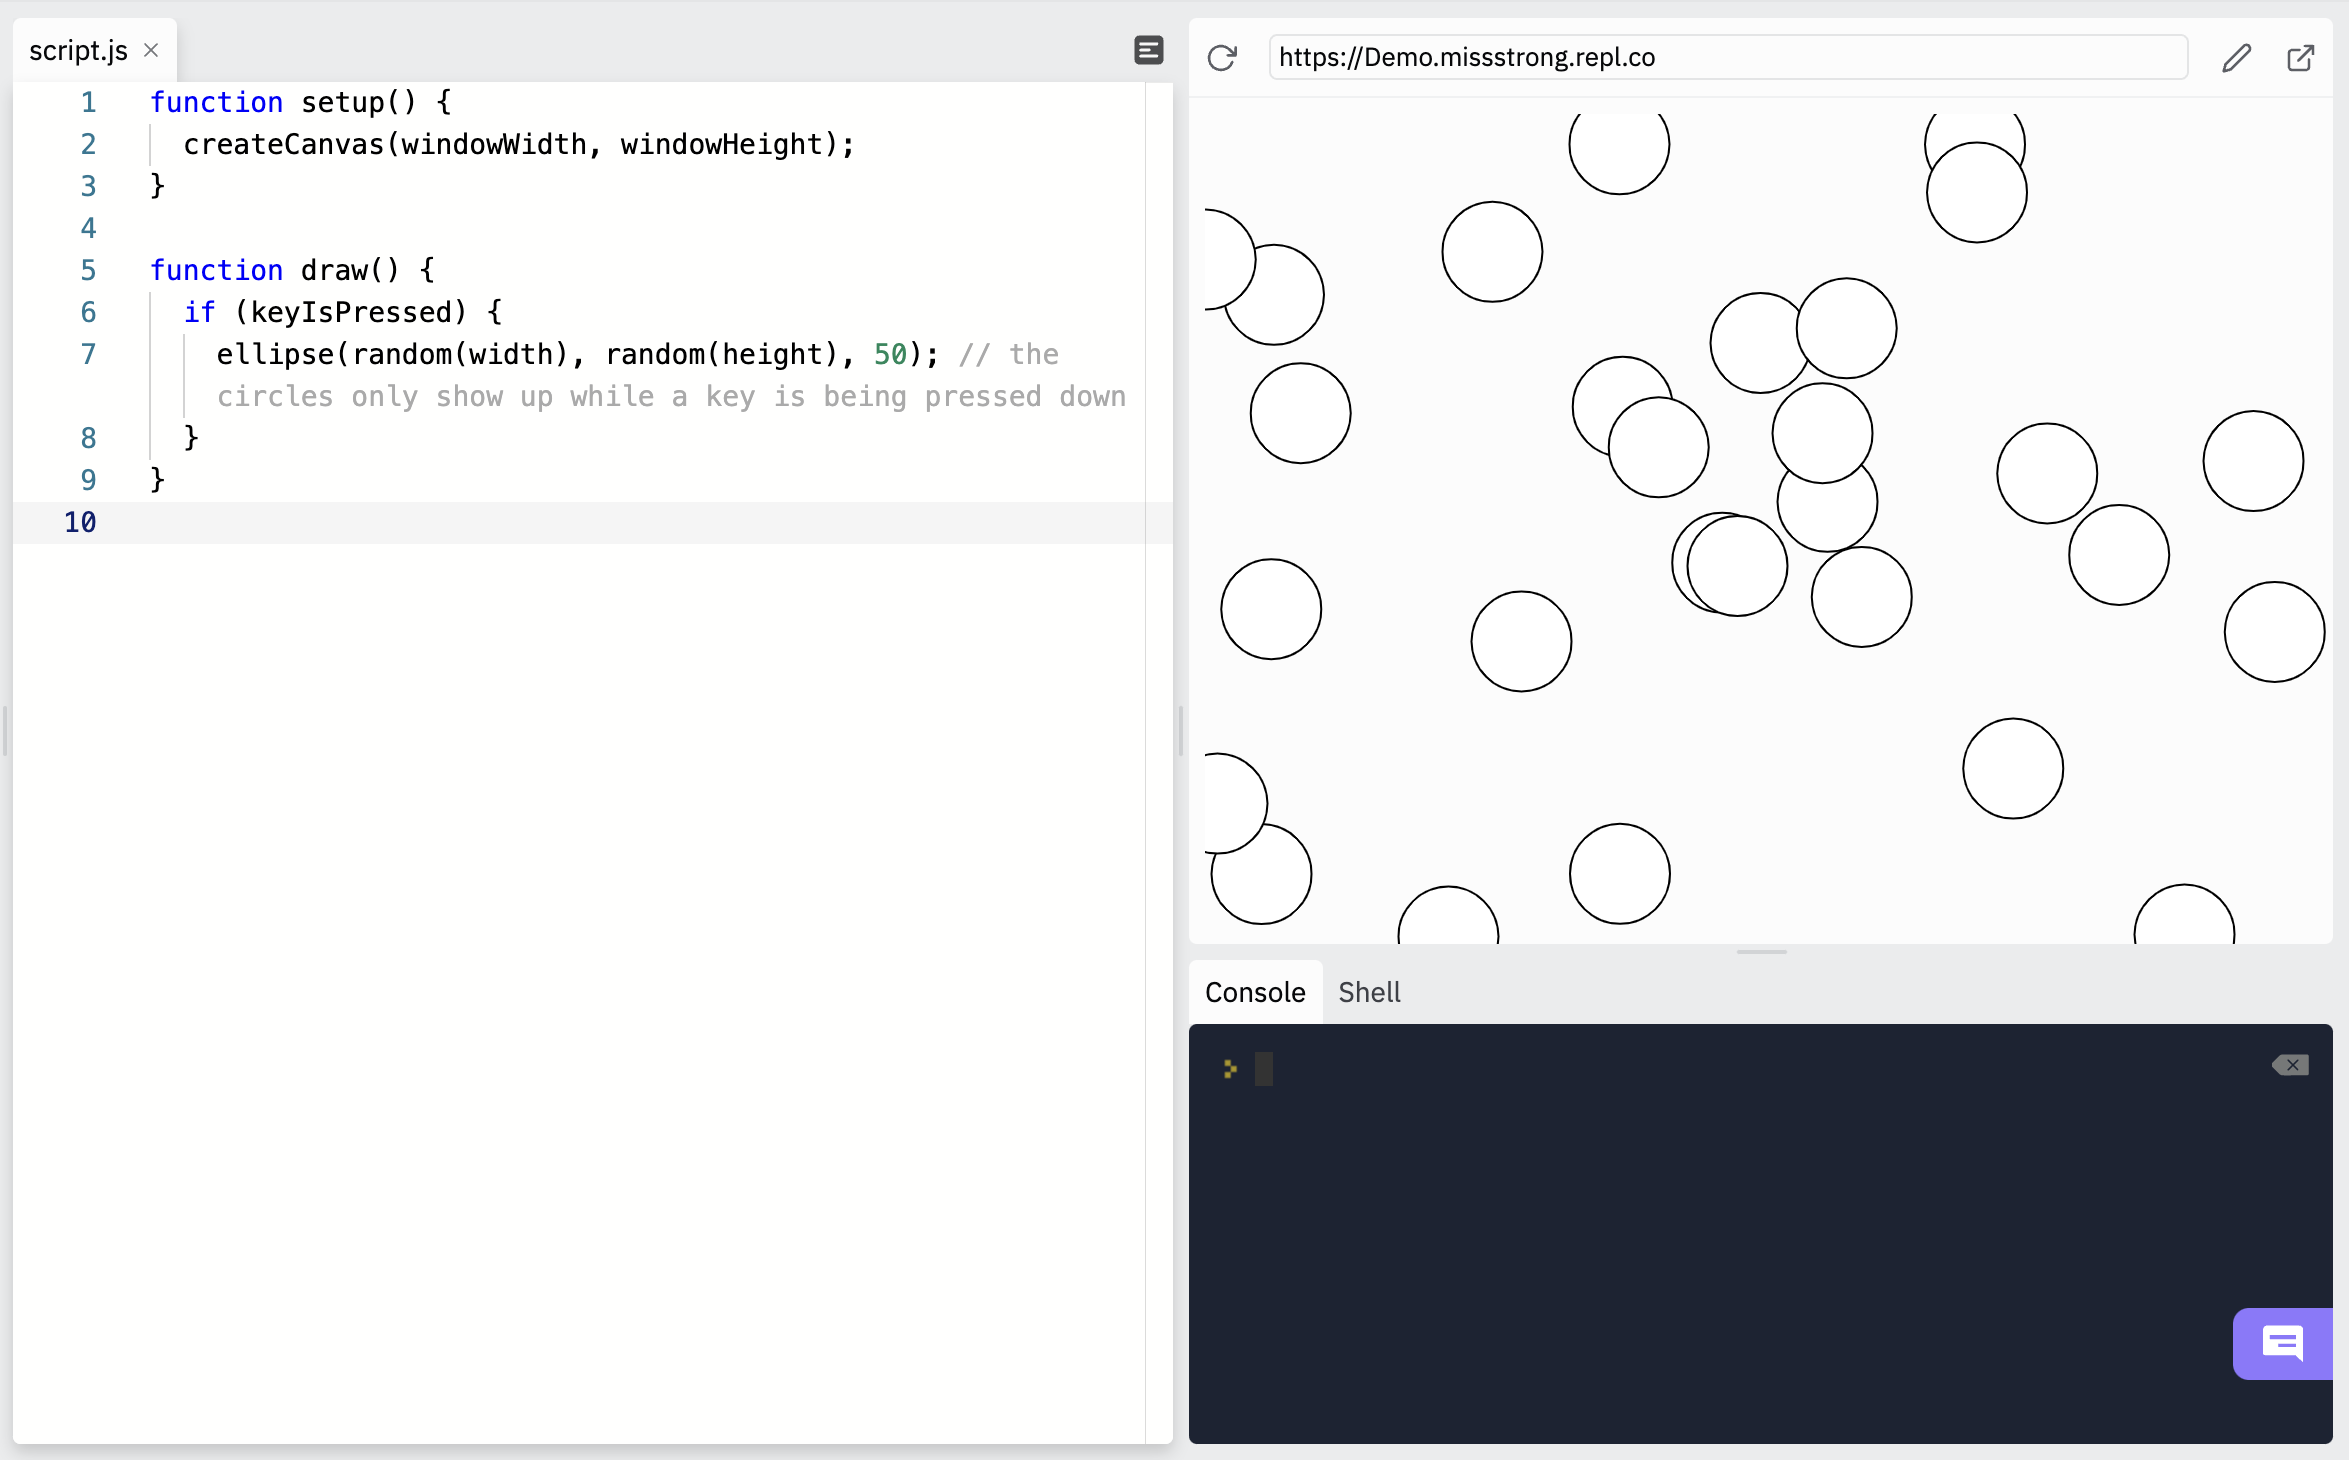 script.js
1 function setup() {
2 createCanvas(windowWidth, windowHeight);
3 }
4
5 function draw() {
6 if (keyIsPressed) {
7 ellipse(random(width), random(height), 50); // the
circles only show up while a key is being pressed down
8 }
9 }
10
https://Demo.missstrong.repl.co
Console Shell